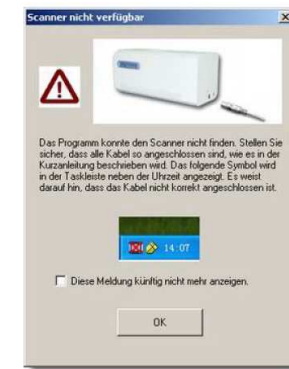 Scanner nicht verfügbar
Das Programm konnte den Scanner nicht finden. Stellen Sie
sicher, dass alle Kabel so angeschlossen sind, wie es in der
Kurzanleitung beschrieben wird. Das folgende Symbol wird
in der Taskleiste neben der Uhrzeit angezeigt. Es weist
darauf hin, dass das Kabel nicht korrekt angeschlossen ist.
14:07
Diese Meldung künftig nicht mehr anzeigen.
OK